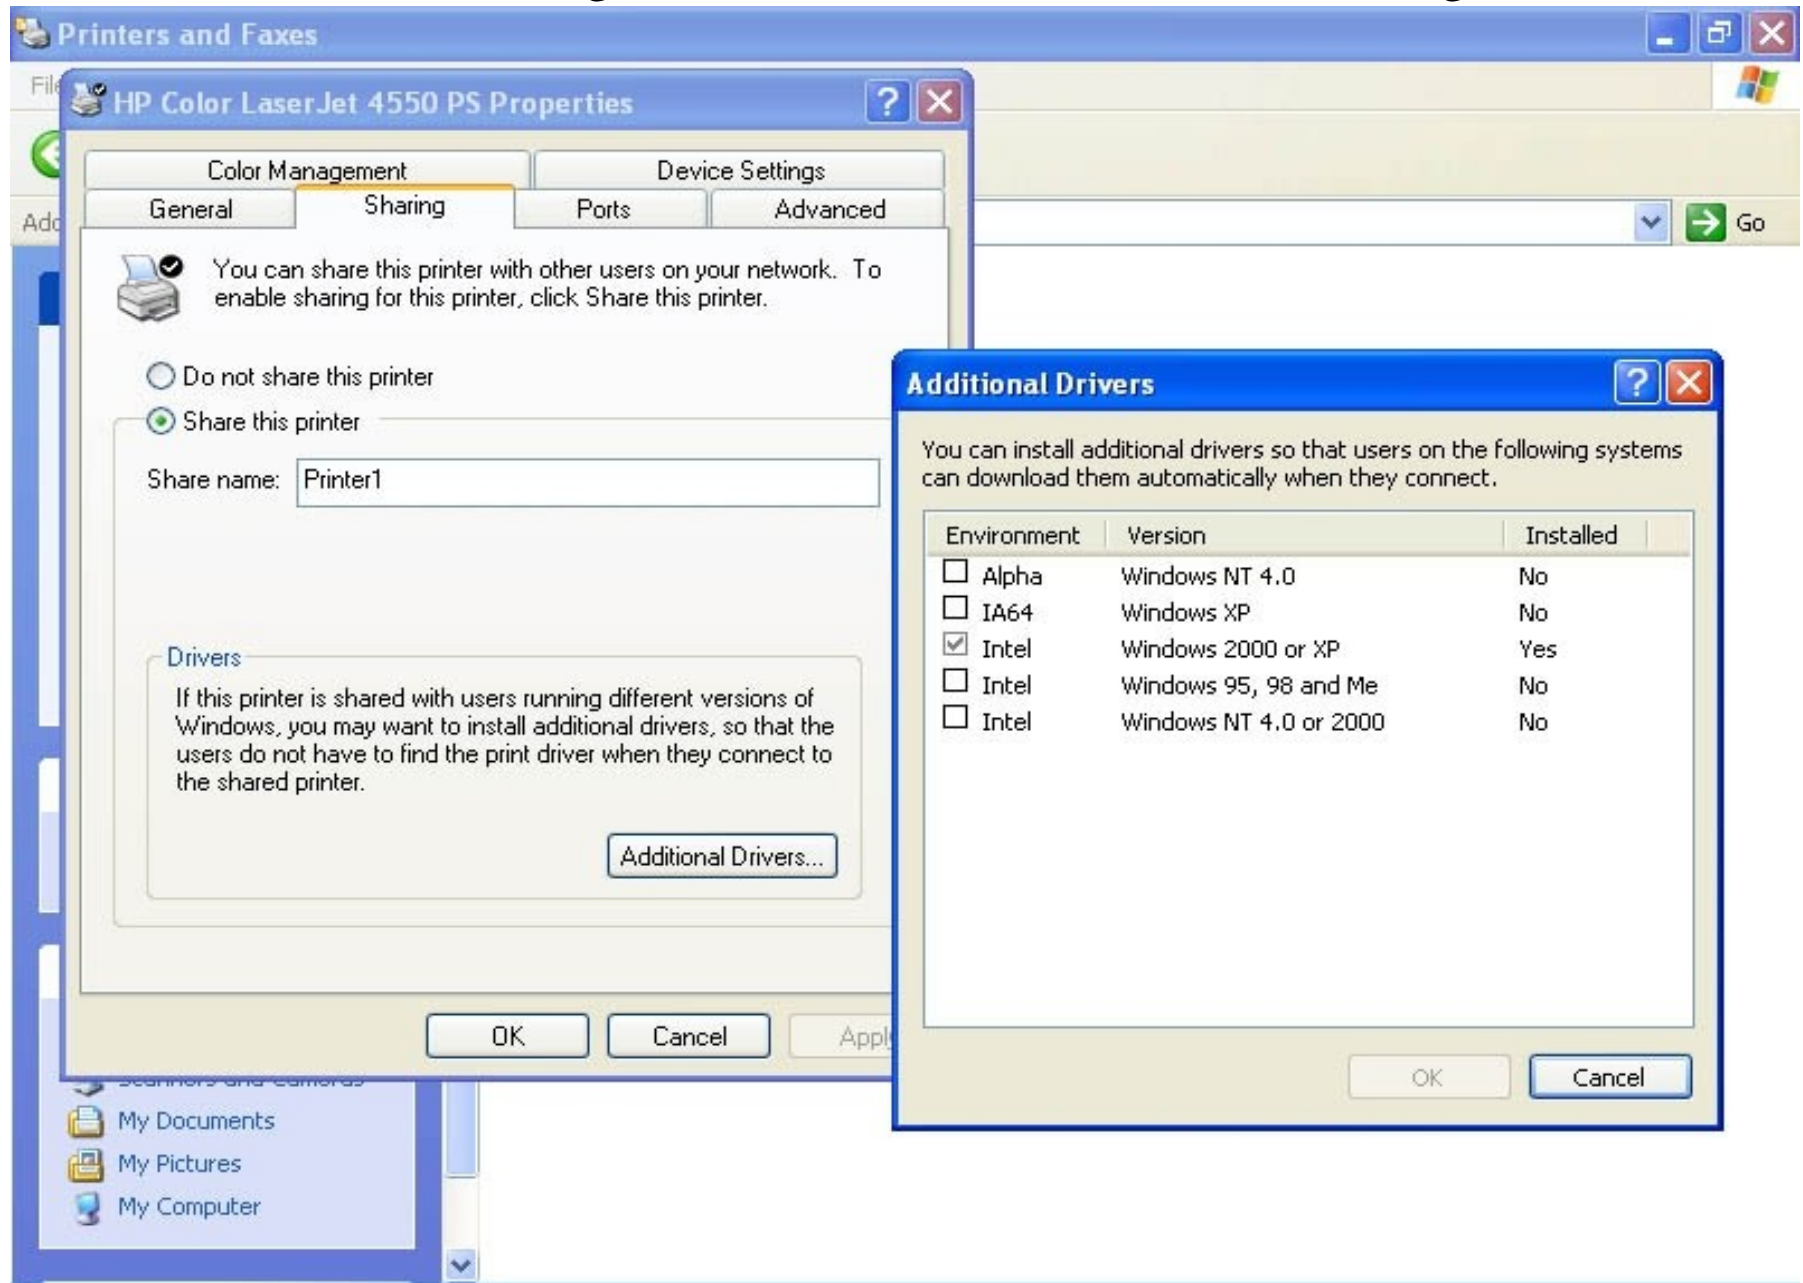 Printers and Faxes
File
HP Color LaserJet 4550 PS Properties
Color Management
Device Settings
General
Sharing
Ports
Advanced
Go
You can share this printer with other users on your network. To
enable sharing for this printer, click Share this printer.
Do not share this printer
Share this printer
Share name: Printer1
Drivers
If this printer is shared with users running different versions of
Windows, you may want to install additional drivers, so that the
users do not have to find the print driver when they connect to
the shared printer.
Additional Drivers...
OK
Cancel
Apply
Additional Drivers
You can install additional drivers so that users on the following systems
can download them automatically when they connect.
Environment Version Installed
Alpha Windows NT 4.0 No
IA64 Windows XP No
Intel Windows 2000 or XP Yes
Intel Windows 95, 98 and Me No
Intel Windows NT 4.0 or 2000 No
OK
Cancel
Scanners and Cameras
My Documents
My Pictures
My Computer